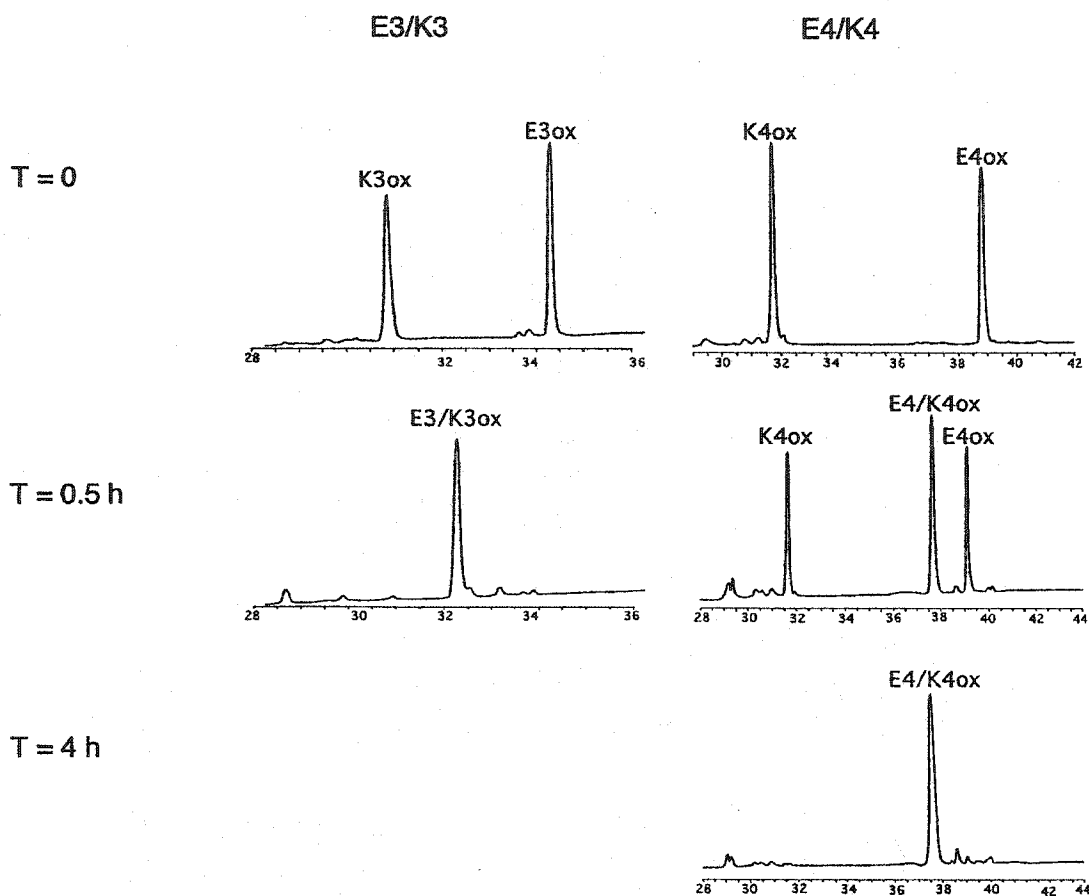 E3/K3 E4/K4
T = 0
K3ox E3ox K4ox E4ox
28 32 34 36 30 32 34 36 38 40 42
T = 0.5 h
E3/K3ox K4ox E4/K4ox E4ox
28 30 32 34 36 28 30 32 34 36 38 40 42 44
T = 4 h
E4/K4ox
28 30 32 34 36 38 40 42 44